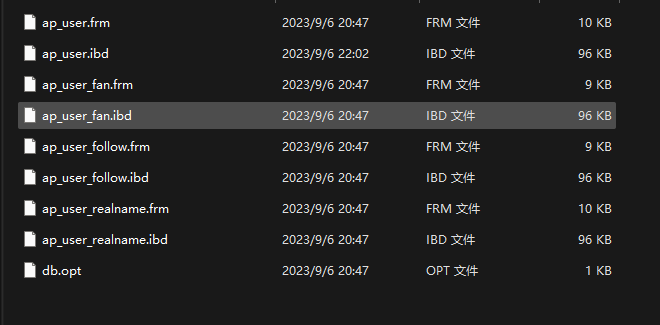 ap_user.frm 2023/9/6 20:47 FRM 文件 10 KB
ap_user.ibd 2023/9/6 22:02 IBD 文件 96 KB
ap_user_fan.frm 2023/9/6 20:47 FRM 文件 9 KB
ap_user_fan.ibd 2023/9/6 20:47 IBD 文件 96 KB
ap_user_follow.frm 2023/9/6 20:47 FRM 文件 9 KB
ap_user_follow.ibd 2023/9/6 20:47 IBD 文件 96 KB
ap_user_realname.frm 2023/9/6 20:47 FRM 文件 10 KB
ap_user_realname.ibd 2023/9/6 20:47 IBD 文件 96 KB
db.opt 2023/9/6 20:47 OPT 文件 1 KB